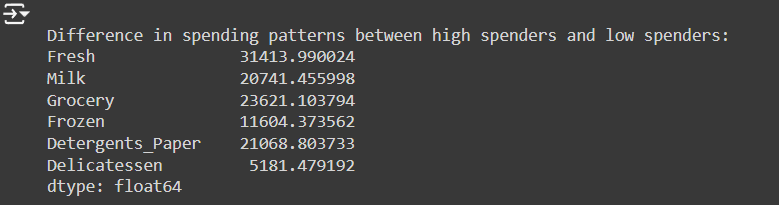 Difference in spending patterns between high spenders and low spenders:
Fresh 31413.990024
Milk 20741.455998
Grocery 23621.103794
Frozen 11604.373562
Detergents_Paper 21068.803733
Delicatessen 5181.479192
dtype: float64